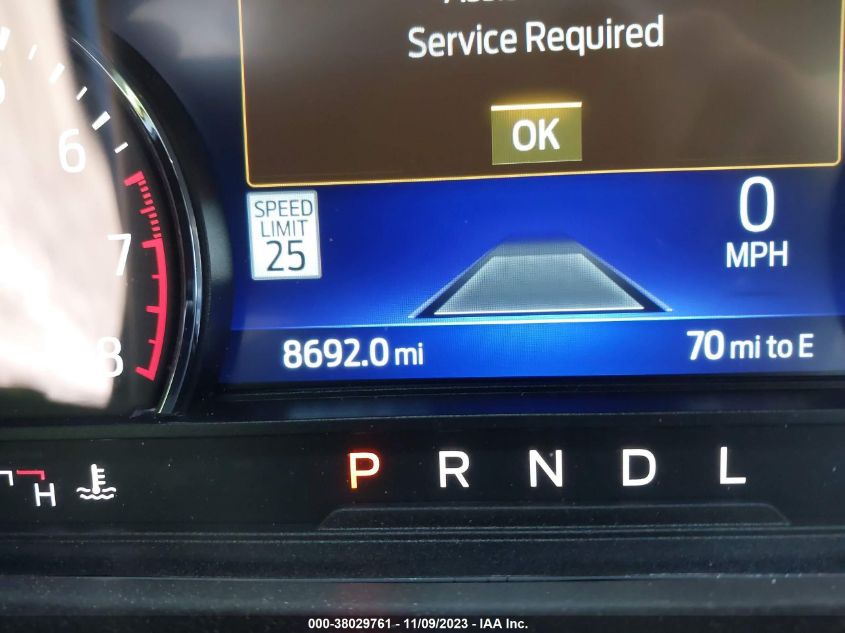 Service Required
OK
SPEED
LIMIT
25
0
MPH
6
7
8
8692.0 mi
70 mi to E
P R N D L
H
000-38029761 - 11/09/2023 - IAA Inc.